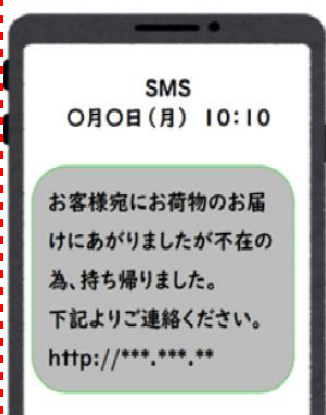 SMS
〇月〇日（月） 10：10
お客様宛にお荷物のお届
けにあがりましたが不在の
為、持ち帰りました。
下記よりご連絡ください。
http://***.***.**